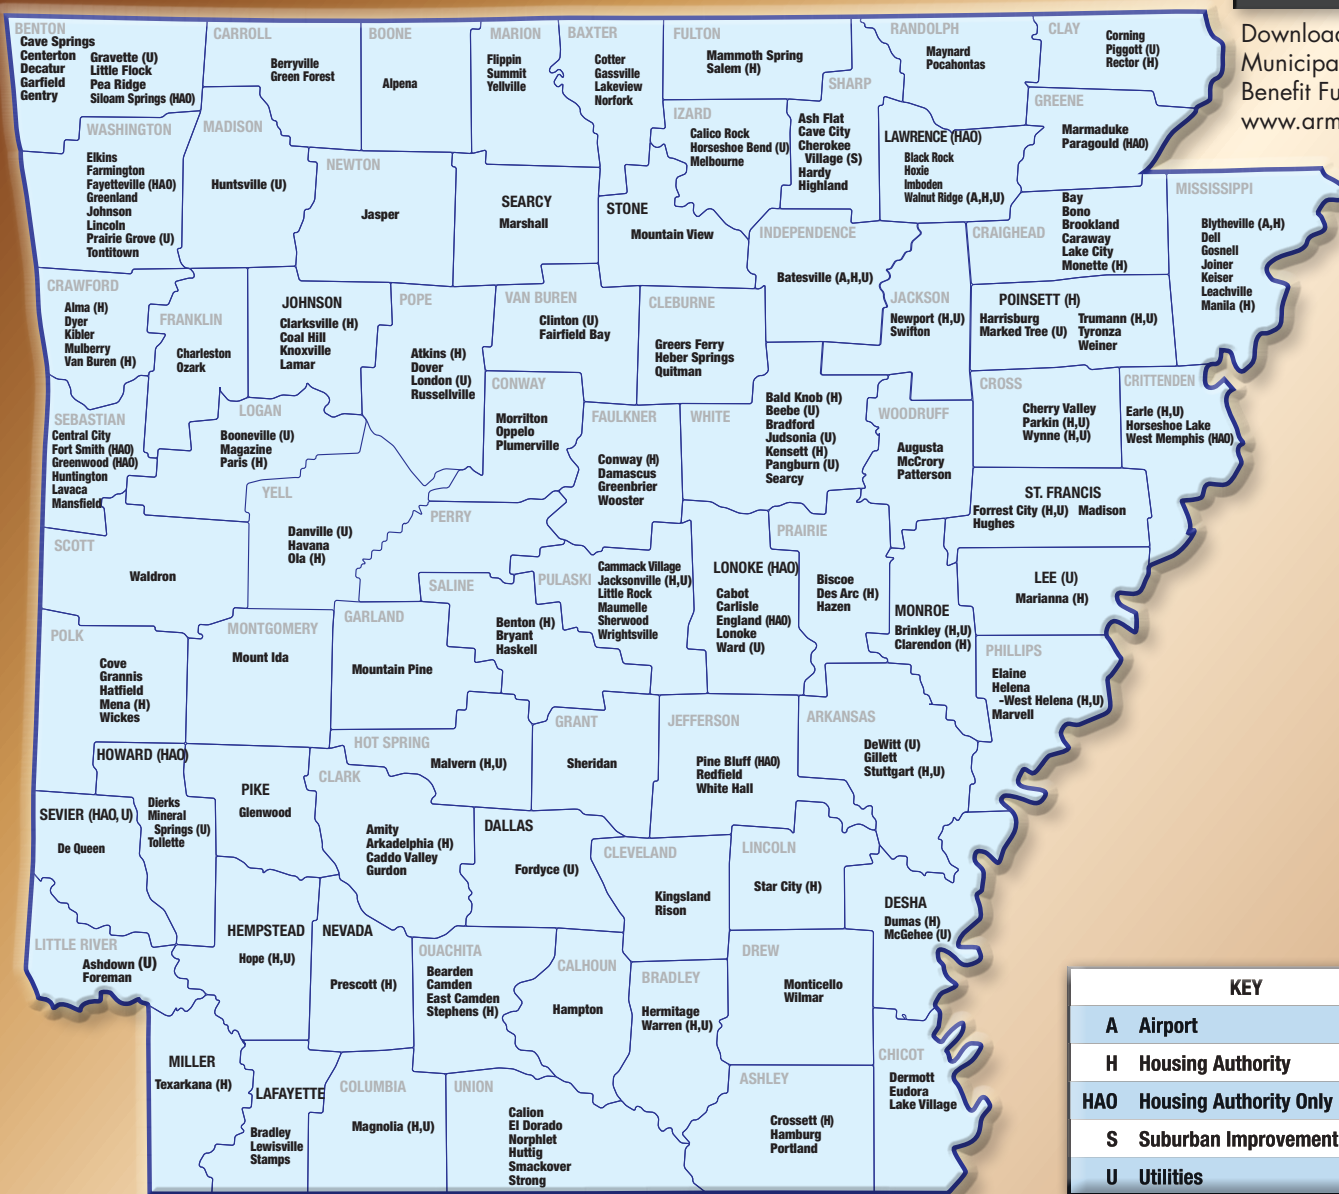 BENTON
Cave Springs
Centerton
Decatur
Garfield
Gentry
Gravette (U)
Little Flock
Pea Ridge
Siloam Springs (HAO)
CARROLL
Berryville
Green Forest
BOONE
Alpena
MARION
Flippin
Summit
Yellville
BAXTER
Cotter
Gassville
Lakeview
Norfork
FULTON
Mammoth Spring
Salem (H)
SHARP
Ash Flat
Cave City
Cherokee
Village (S)
Hardy
Highland
RANDOLPH
Maynard
Pocahontas
CLAY
Corning
Piggott (U)
Rector (H)
Municipa
Benefit Fu
www.arm
WASHINGTON
Elkins
Farmington
Fayetteville (HAO)
Greenland
Johnson
Lincoln
Prairie Grove (U)
Tontitown
MADISON
Huntsville (U)
NEWTON
Jasper
SEARCY
Marshall
STONE
Mountain View
IZARD
Calico Rock
Horseshoe Bend (U)
Melbourne
LAWRENCE (HAO)
Black Rock
Hoxie
Imboden
Walnut Ridge (A,H,U)
GREENE
Marmaduke
Paragould (HAO)
CRAIGHEAD
Bay
Bono
Brookland
Caraway
Lake City
Monette (H)
MISSISSIPPI
Blytheville (A,H)
Dell
Gosnell
Joiner
Keiser
Leachville
Manila (H)
INDEPENDENCE
Batesville (A,H,U)
JACKSON
Newport (H,U)
Swifton
POINSETT (H)
Harrisburg
Marked Tree (U)
Trumann (H,U)
Tyronza
Weiner
CRAWFORD
Alma (H)
Dyer
Kibler
Mulberry
Van Buren (H)
FRANKLIN
Charleston
Ozark
JOHNSON
Clarksville (H)
Coal Hill
Knoxville
Lamar
POPE
Atkins (H)
Dover
London (U)
Russellville
VAN BUREN
Clinton (U)
Fairfield Bay
CLEBURNE
Greers Ferry
Heber Springs
Quitman
CONWAY
Morrilton
Oppelo
Plumerville
FAULKNER
Conway (H)
Damascus
Greenbrier
Wooster
WHITE
Bald Knob (H)
Beebe (U)
Bradford
Judsonia (U)
Kensett (H)
Pangburn (U)
Searcy
WOODRUFF
Augusta
McCrory
Patterson
CROSS
Cherry Valley
Parkin (H,U)
Wynne (H,U)
CRITTENDEN
Earle (H,U)
Horseshoe Lake
West Memphis (HAO)
SEBASTIAN
Central City
Fort Smith (HAO)
Greenwood (HAO)
Huntington
Lavaca
Mansfield
LOGAN
Booneville (U)
Magazine
Paris (H)
YELL
Danville (U)
Havana
Ola (H)
PERRY
SCOTT
Waldron
ST. FRANCIS
Forrest City (H,U) Madison
Hughes
PRAIRIE
Biscoe
Des Arc (H)
Hazen
LEE (U)
Marianna (H)
SALINE
Benton (H)
Bryant
Haskell
PULASKI
Cammack Village
Jacksonville (H,U)
Little Rock
Maumelle
Sherwood
Wrightsville
LONOKE (HAO)
Cabot
Carlisle
England (HAO)
Lonoke
Ward (U)
MONROE
Brinkley (H,U)
Clarendon (H)
PHILLIPS
Elaine
Helena
-West Helena (H,U)
Marvell
POLK
Cove
Grannis
Hatfield
Mena (H)
Wickes
MONTGOMERY
Mount Ida
GARLAND
Mountain Pine
HOT SPRING
Malvern (H,U)
GRANT
Sheridan
JEFFERSON
Pine Bluff (HAO)
Redfield
White Hall
ARKANSAS
DeWitt (U)
Gillett
Stuttgart (H,U)
HOWARD (HAO)
Dierks
Mineral
Springs (U)
Tollette
SEVIER (HAO, U)
De Queen
PIKE
Glenwood
CLARK
Amity
Arkadelphia (H)
Caddo Valley
Gurdon
DALLAS
Fordyce (U)
CLEVELAND
Kingsland
Rison
LINCOLN
Star City (H)
DESHA
Dumas (H)
McGehee (U)
LITTLE RIVER
Ashdown (U)
Foreman
HEMPSTEAD
Hope (H,U)
NEVADA
Prescott (H)
OUACHITA
Bearden
Camden
East Camden
Stephens (H)
CALHOUN
Hampton
BRADLEY
Hermitage
Warren (H,U)
DREW
Monticello
Wilmar
MILLER
Texarkana (H)
LAFAYETTE
Bradley
Lewisville
Stamps
COLUMBIA
Magnolia (H,U)
UNION
Calion
El Dorado
Norphlet
Huttig
Smackover
Strong
ASHLEY
Crossett (H)
Hamburg
Portland
CHICOT
Dermott
Eudora
Lake Village
KEY
A Airport
H Housing Authority
HAO Housing Authority Only
S Suburban Improvement
U Utilities